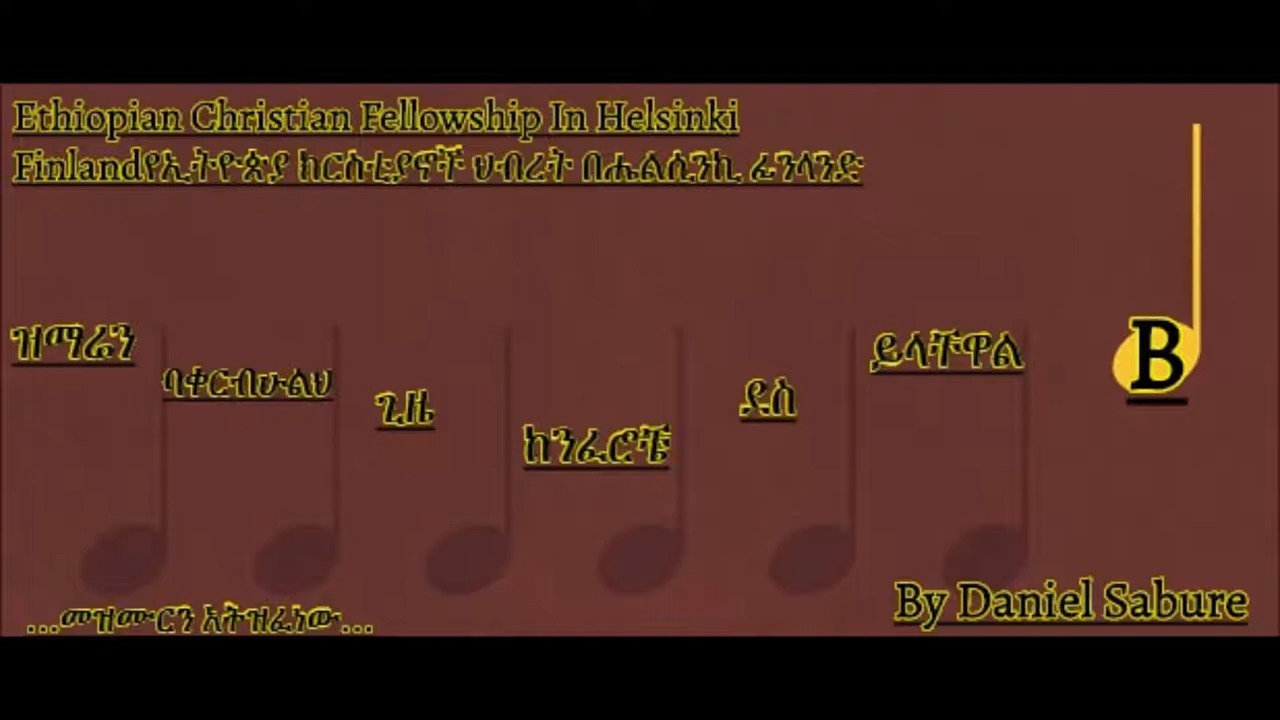 Ethiopian Christian Fellowship In Helsinki
Finlandየኢትዮጵያ ክርስቲያኖች ህብረት በሔልሲንኪ ፊንላንድ
ዝማሬን ባቀርብሁልህ ጊዜ ከንፈሮቼ ደስ ይላቸዋል
B
...መዝሙርን አትዝፈነው...
By Daniel Sabure